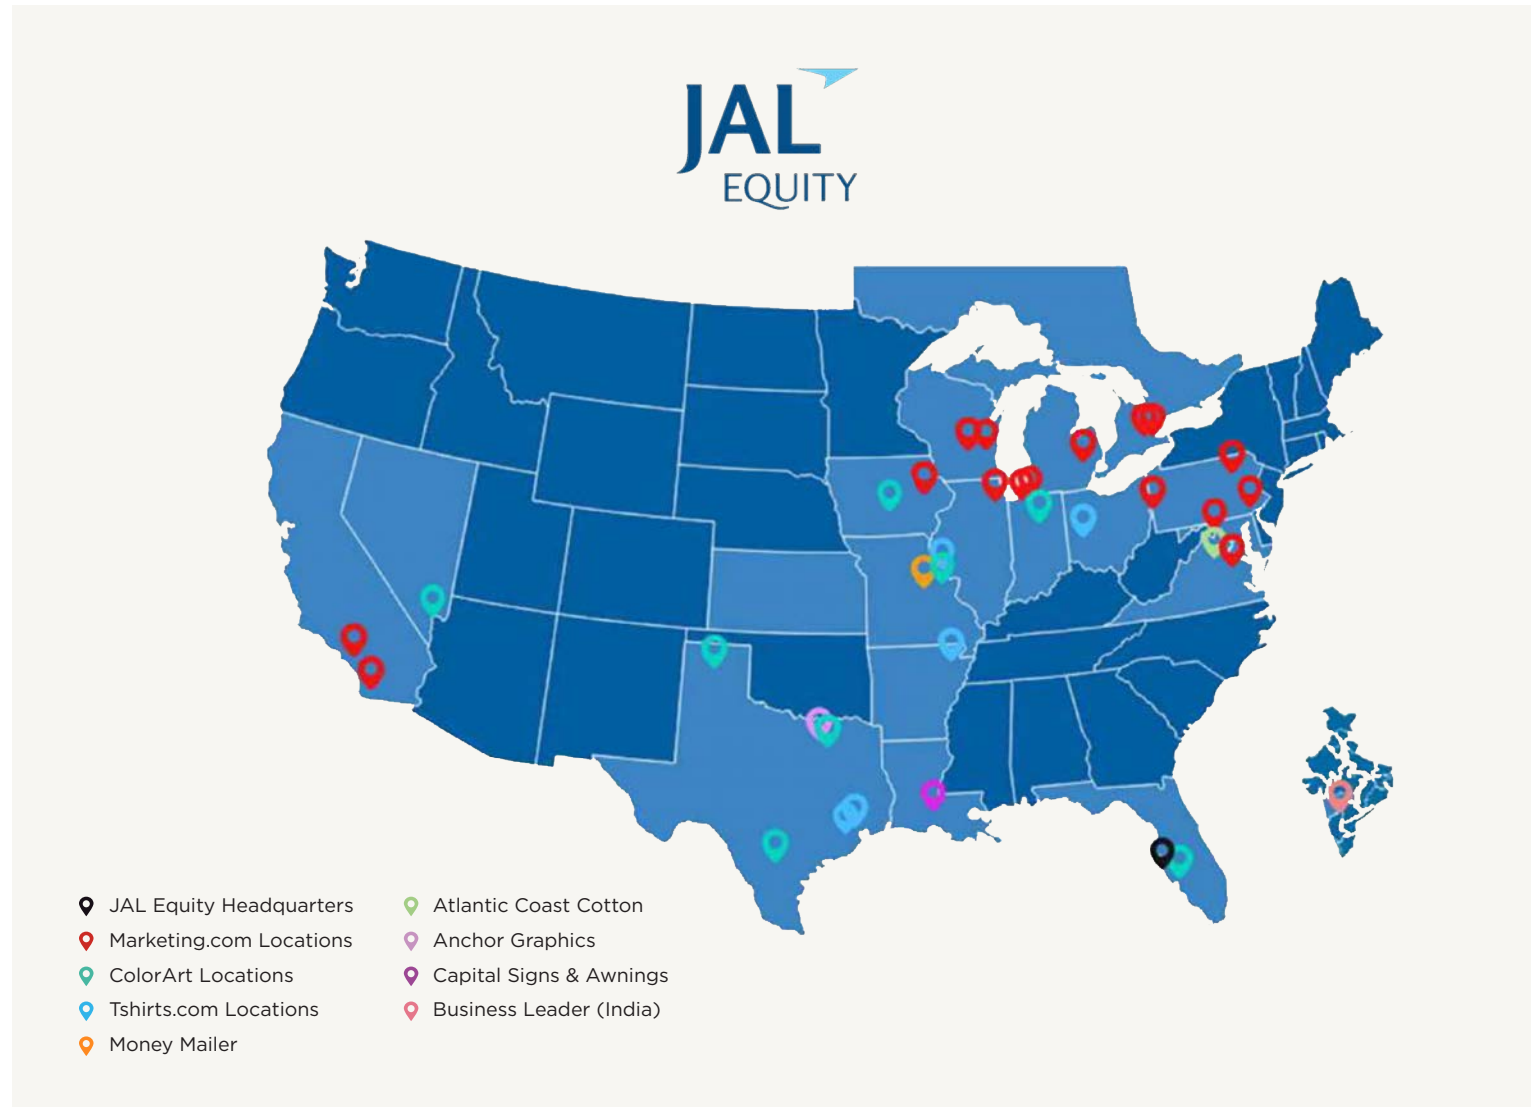 JAL
EQUITY
JAL Equity Headquarters
Marketing.com Locations
ColorArt Locations
Tshirts.com Locations
Money Mailer
Atlantic Coast Cotton
Anchor Graphics
Capital Signs & Awnings
Business Leader (India)